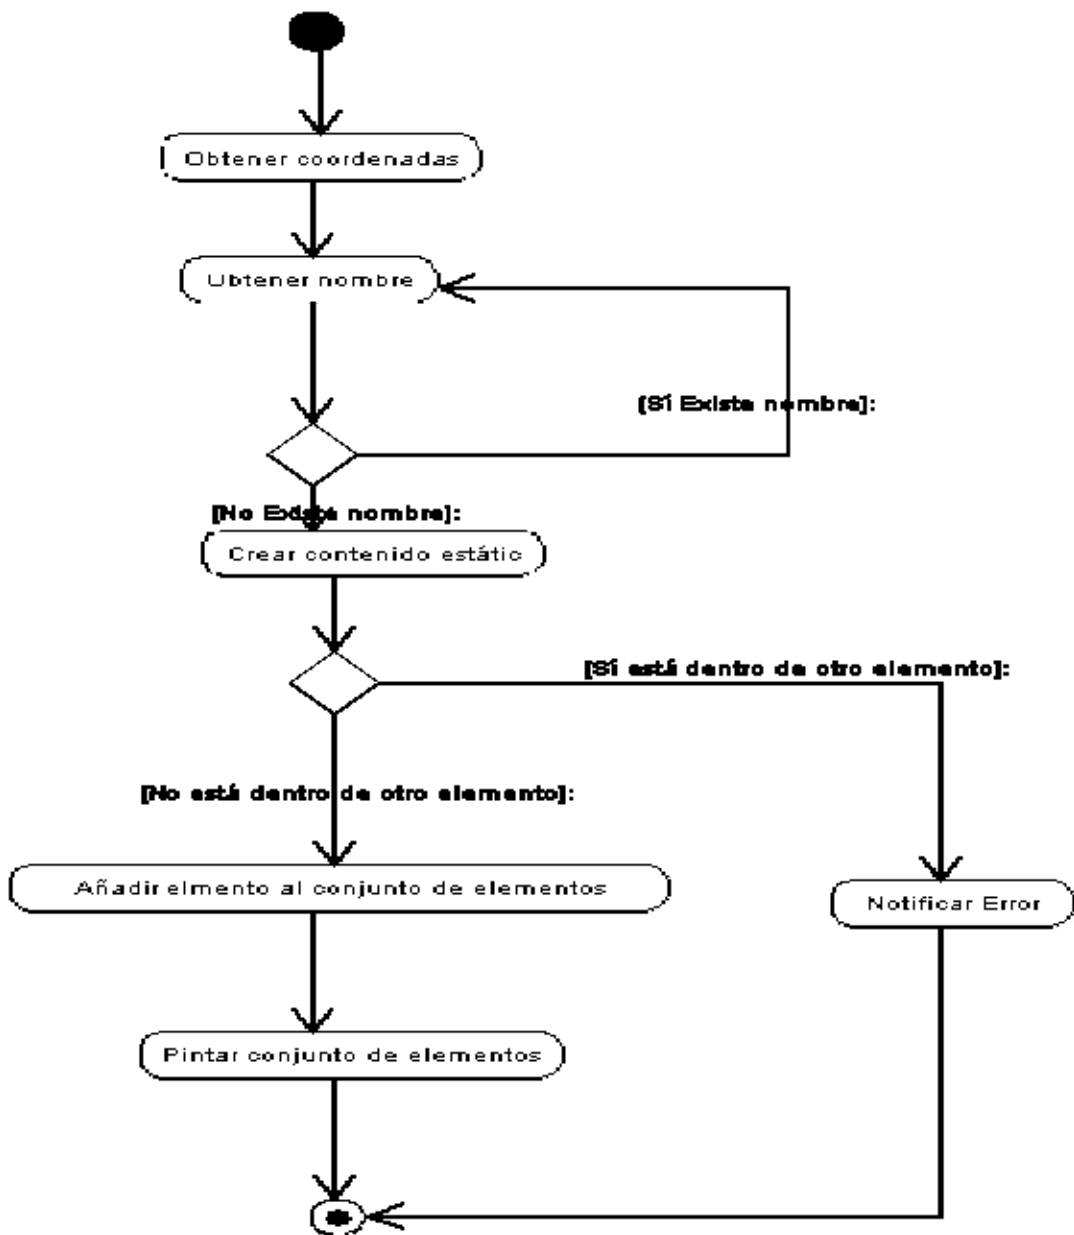 Obtener coordenadas
Obtener nombre
[Sí Existe nombre]:
[No Existe nombre]:
Crear contenido estátic
[Sí está dentro de otro elemento]:
[No está dentro de otro elemento]:
Añadir elmento al conjunto de elementos
Notificar Error
Pintar conjunto de elementos